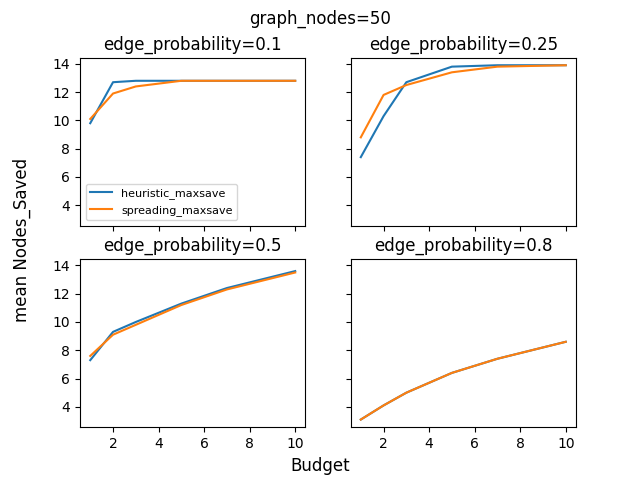 graph_nodes=50
edge_probability=0.1
edge_probability=0.25
14
12
10
8
6
4
heuristic_maxsave
spreading_maxsave
mean Nodes_Saved
edge_probability=0.5
edge_probability=0.8
14
12
10
8
6
4
2 4 6 8 10
2 4 6 8 10
Budget